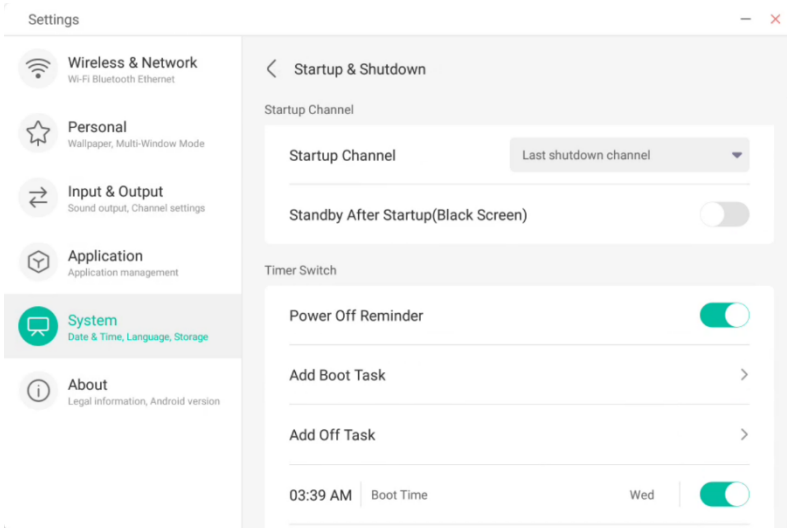 Settings
Wireless & Network
Wi-Fi Bluetooth Ethernet
Personal
Wallpaper, Multi-Window Mode
Input & Output
Sound output, Channel settings
Application
Application management
System
Date & Time, Language, Storage
About
Legal information, Android version
Startup & Shutdown
Startup Channel
Startup Channel
Last shutdown channel
Standby After Startup(Black Screen)
Timer Switch
Power Off Reminder
Add Boot Task
Add Off Task
03:39 AM Boot Time Wed